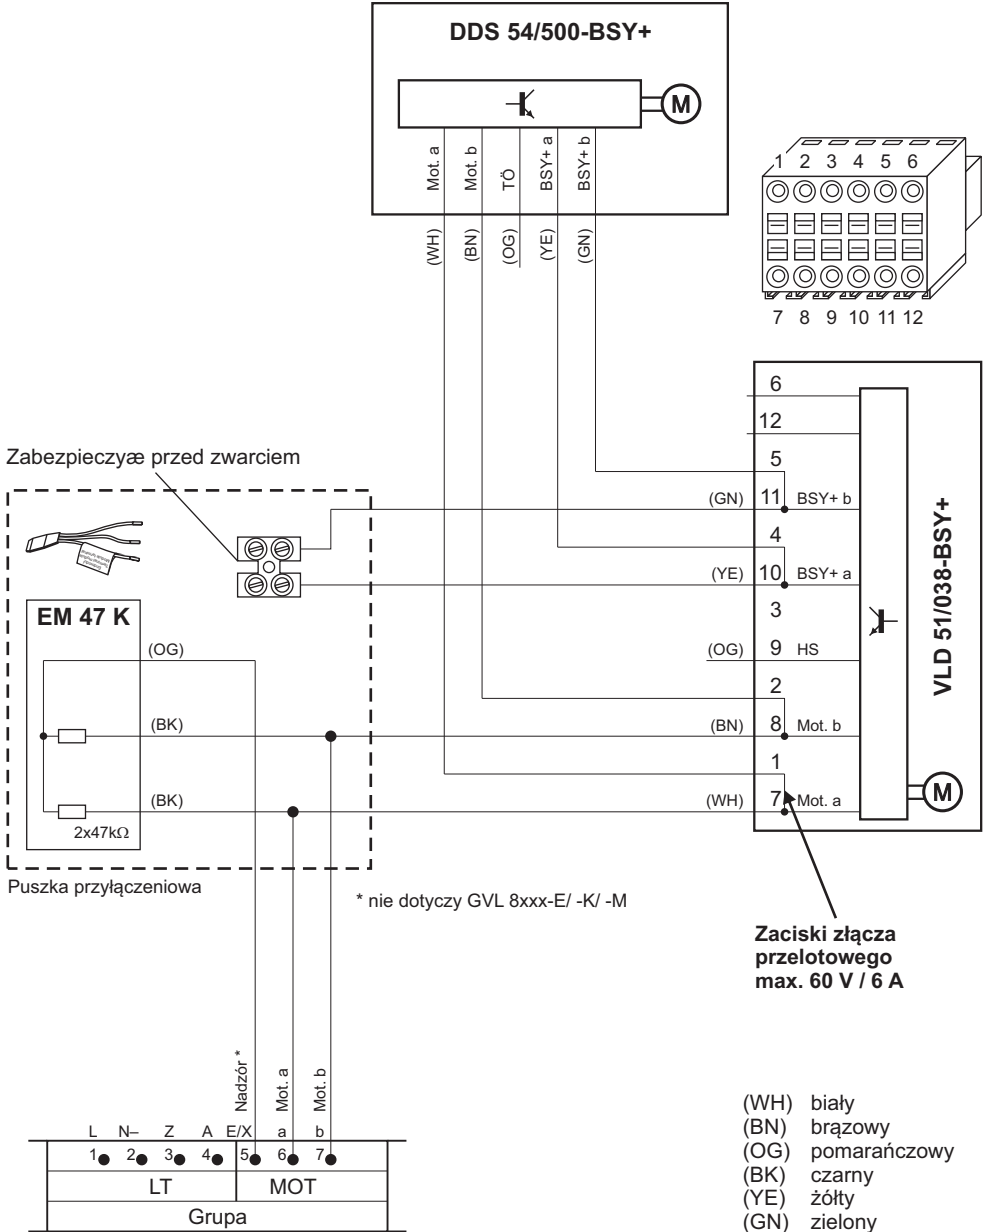 DDS 54/500-BSY+
M
Mot. a
Mot. b
TÖ
BSY+ a
BSY+ b
(WH)
(BN)
(OG)
(YE)
(GN)
1 2 3 4 5 6
7 8 9 10 11 12
6
12
5
(GN) 11 BSY+ b
4
(YE) 10 BSY+ a
3
(OG) 9 HS
2
(BN) 8 Mot. b
1
(WH) 7 Mot. a
VLD 51/038-BSY+
M
Zabezpieczyæ przed zwarciem
EM 47 K
(OG)
(BK)
(BK)
2x47kΩ
Puszka przyłączeniowa
* nie dotyczy GVL 8xxx-E/ -K/ -M
Zaciski złącza
przelotowego
max. 60 V / 6 A
Nadzór *
Mot. a
Mot. b
L N– Z A E/X a b
1 2 3 4 5 6 7
LT MOT
Grupa
(WH) biały
(BN) brązowy
(OG) pomarańczowy
(BK) czarny
(YE) żółty
(GN) zielony